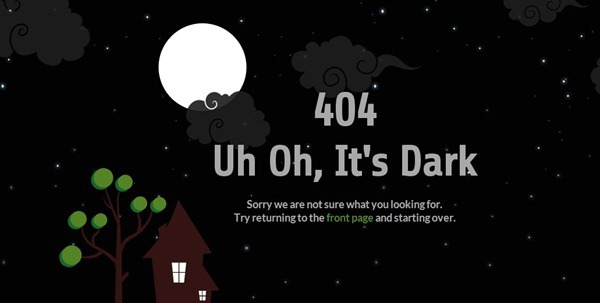 404
Uh Oh, It's Dark
Sorry we are not sure what you looking for.
Try returning to the front page and starting over.